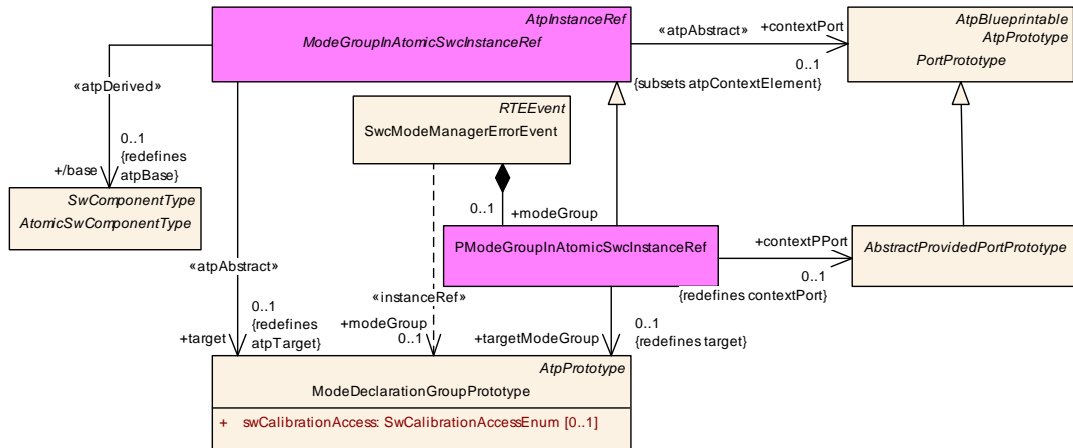 AtpInstanceRef
ModeGroupInAtomicSwcInstanceRef
«atpAbstract»
+contextPort
0..1
{subsets atpContextElement}
AtpBlueprintable
AtpPrototype
PortPrototype
«atpDerived»
0..1
{redefines
atpBase}
+/base
RTEEvent
SwcModeManagerErrorEvent
SwComponentType
AtomicSwComponentType
0..1
+modeGroup
PModeGroupInAtomicSwcInstanceRef
+contextPPort
0..1
{redefines contextPort}
AbstractProvidedPortPrototype
«atpAbstract»
0..1
{redefines
atpTarget}
+target
«instanceRef»
+modeGroup
0..1
+targetModeGroup
0..1
{redefines target}
AtpPrototype
ModeDeclarationGroupPrototype
+ swCalibrationAccess: SwCalibrationAccessEnum [0..1]